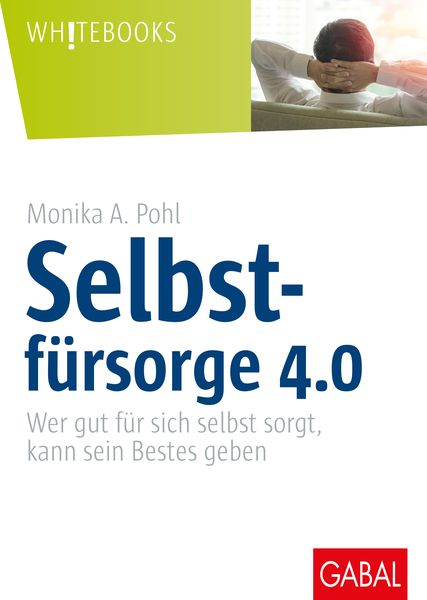 WH!TEBOOKS
Monika A. Pohl
Selbst-
fürsorge 4.0
Wer gut für sich selbst sorgt,
kann sein Bestes geben
GABAL